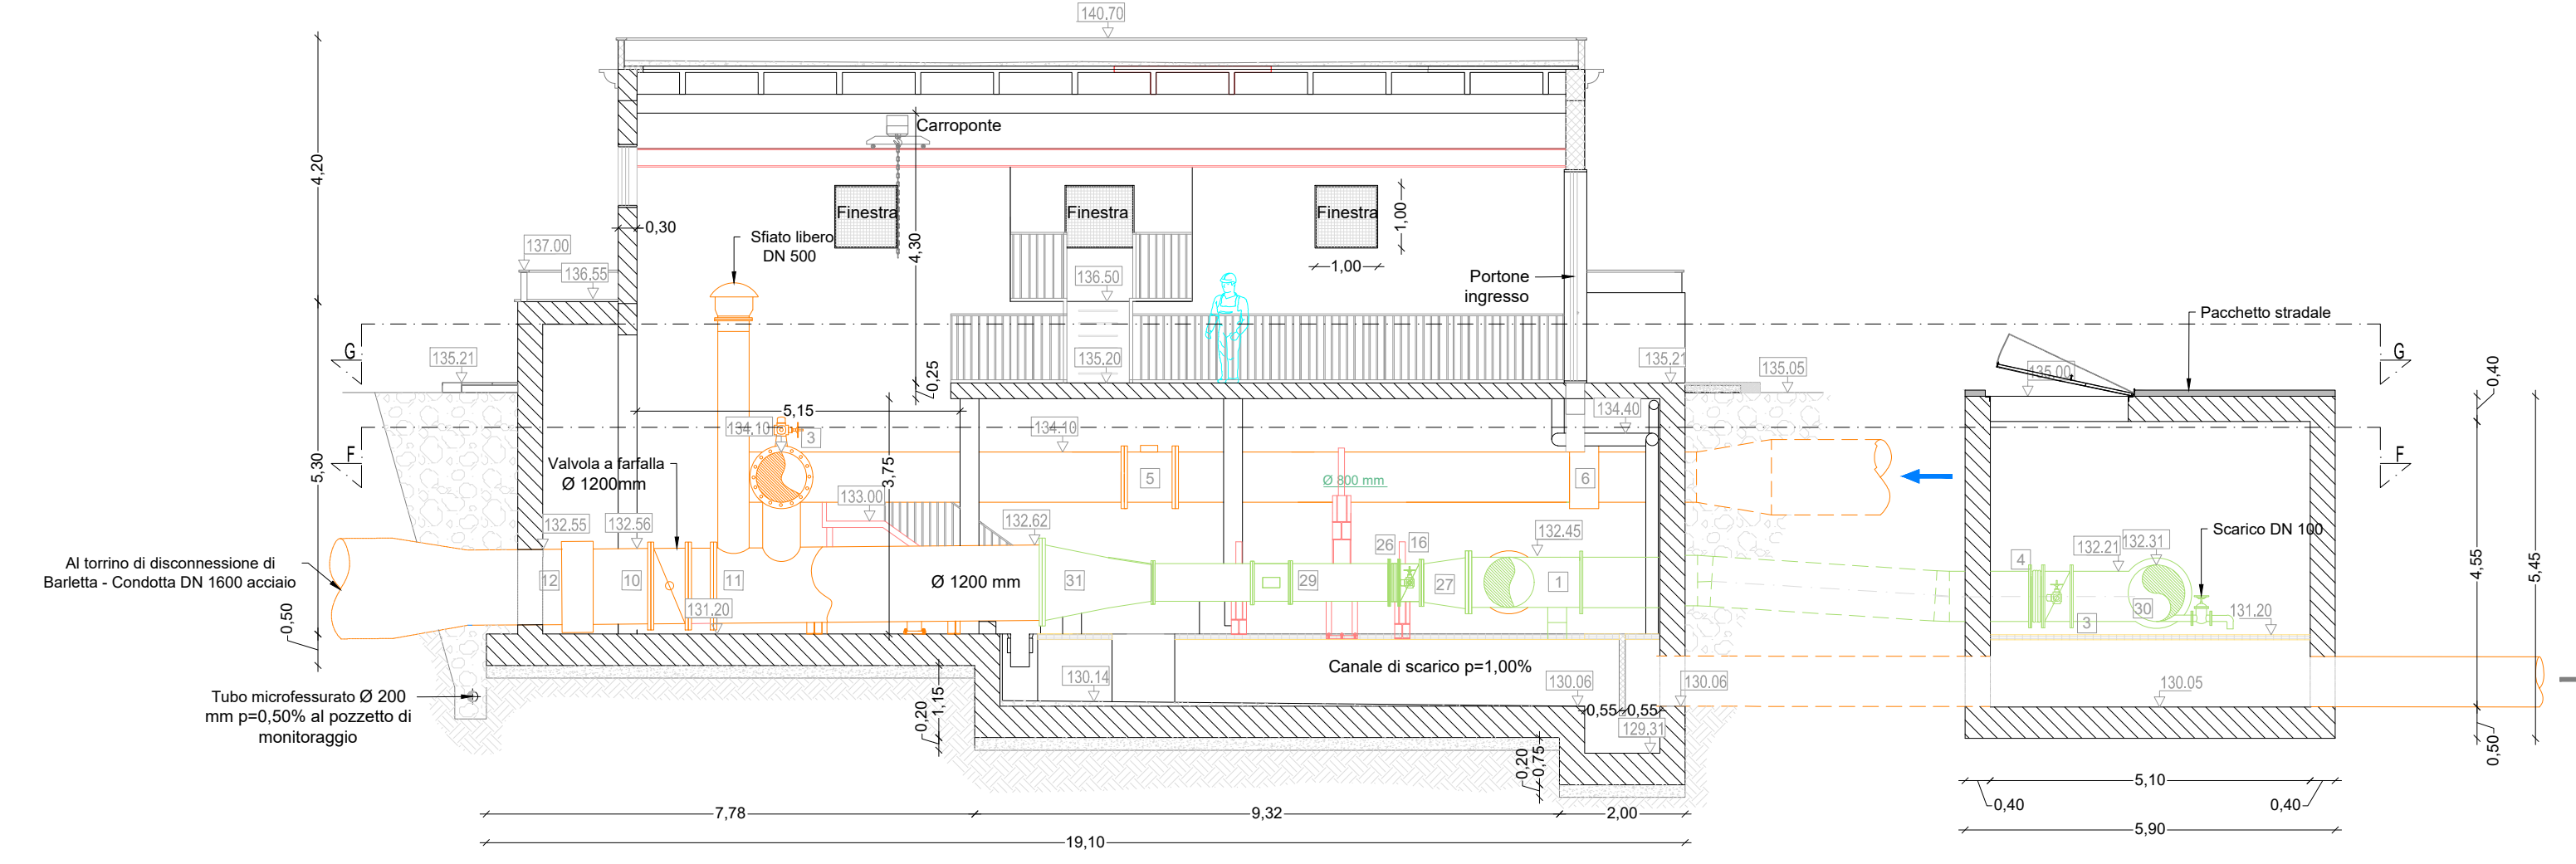 140.70
Carroponte
4,20
Finestra
Finestra
Finestra
1,00
0,30
Sfiato libero
DN 500
4,30
1,00
137.00
136.55
136.50
Portone
ingresso
Pacchetto stradale
G
G
135.21
135.20
0,25
135.21
135.05
135.00
0,40
5,15
134.10
3
134.10
134.40
F
F
5,30
Valvola a farfalla
Ø 1200mm
3,75
5
6
Ø 800 mm
133.00
132.55
132.56
132.62
132.45
26
16
Scarico DN 100
4
132.21
132.31
Al torrino di disconnessione di
Barletta - Condotta DN 1600 acciaio
12
10
11
Ø 1200 mm
31
29
27
1
4,55
5,45
131.20
3
30
131.20
0,50
Canale di scarico p=1,00%
130.14
130.06
130.06
130.05
Tubo microfessurato Ø 200
mm p=0,50% al pozzetto di
monitoraggio
0,20
1,15
0,55
0,55
129.31
0,20
0,75
0,50
5,10
0,40
0,40
7,78
9,32
2,00
5,90
19,10